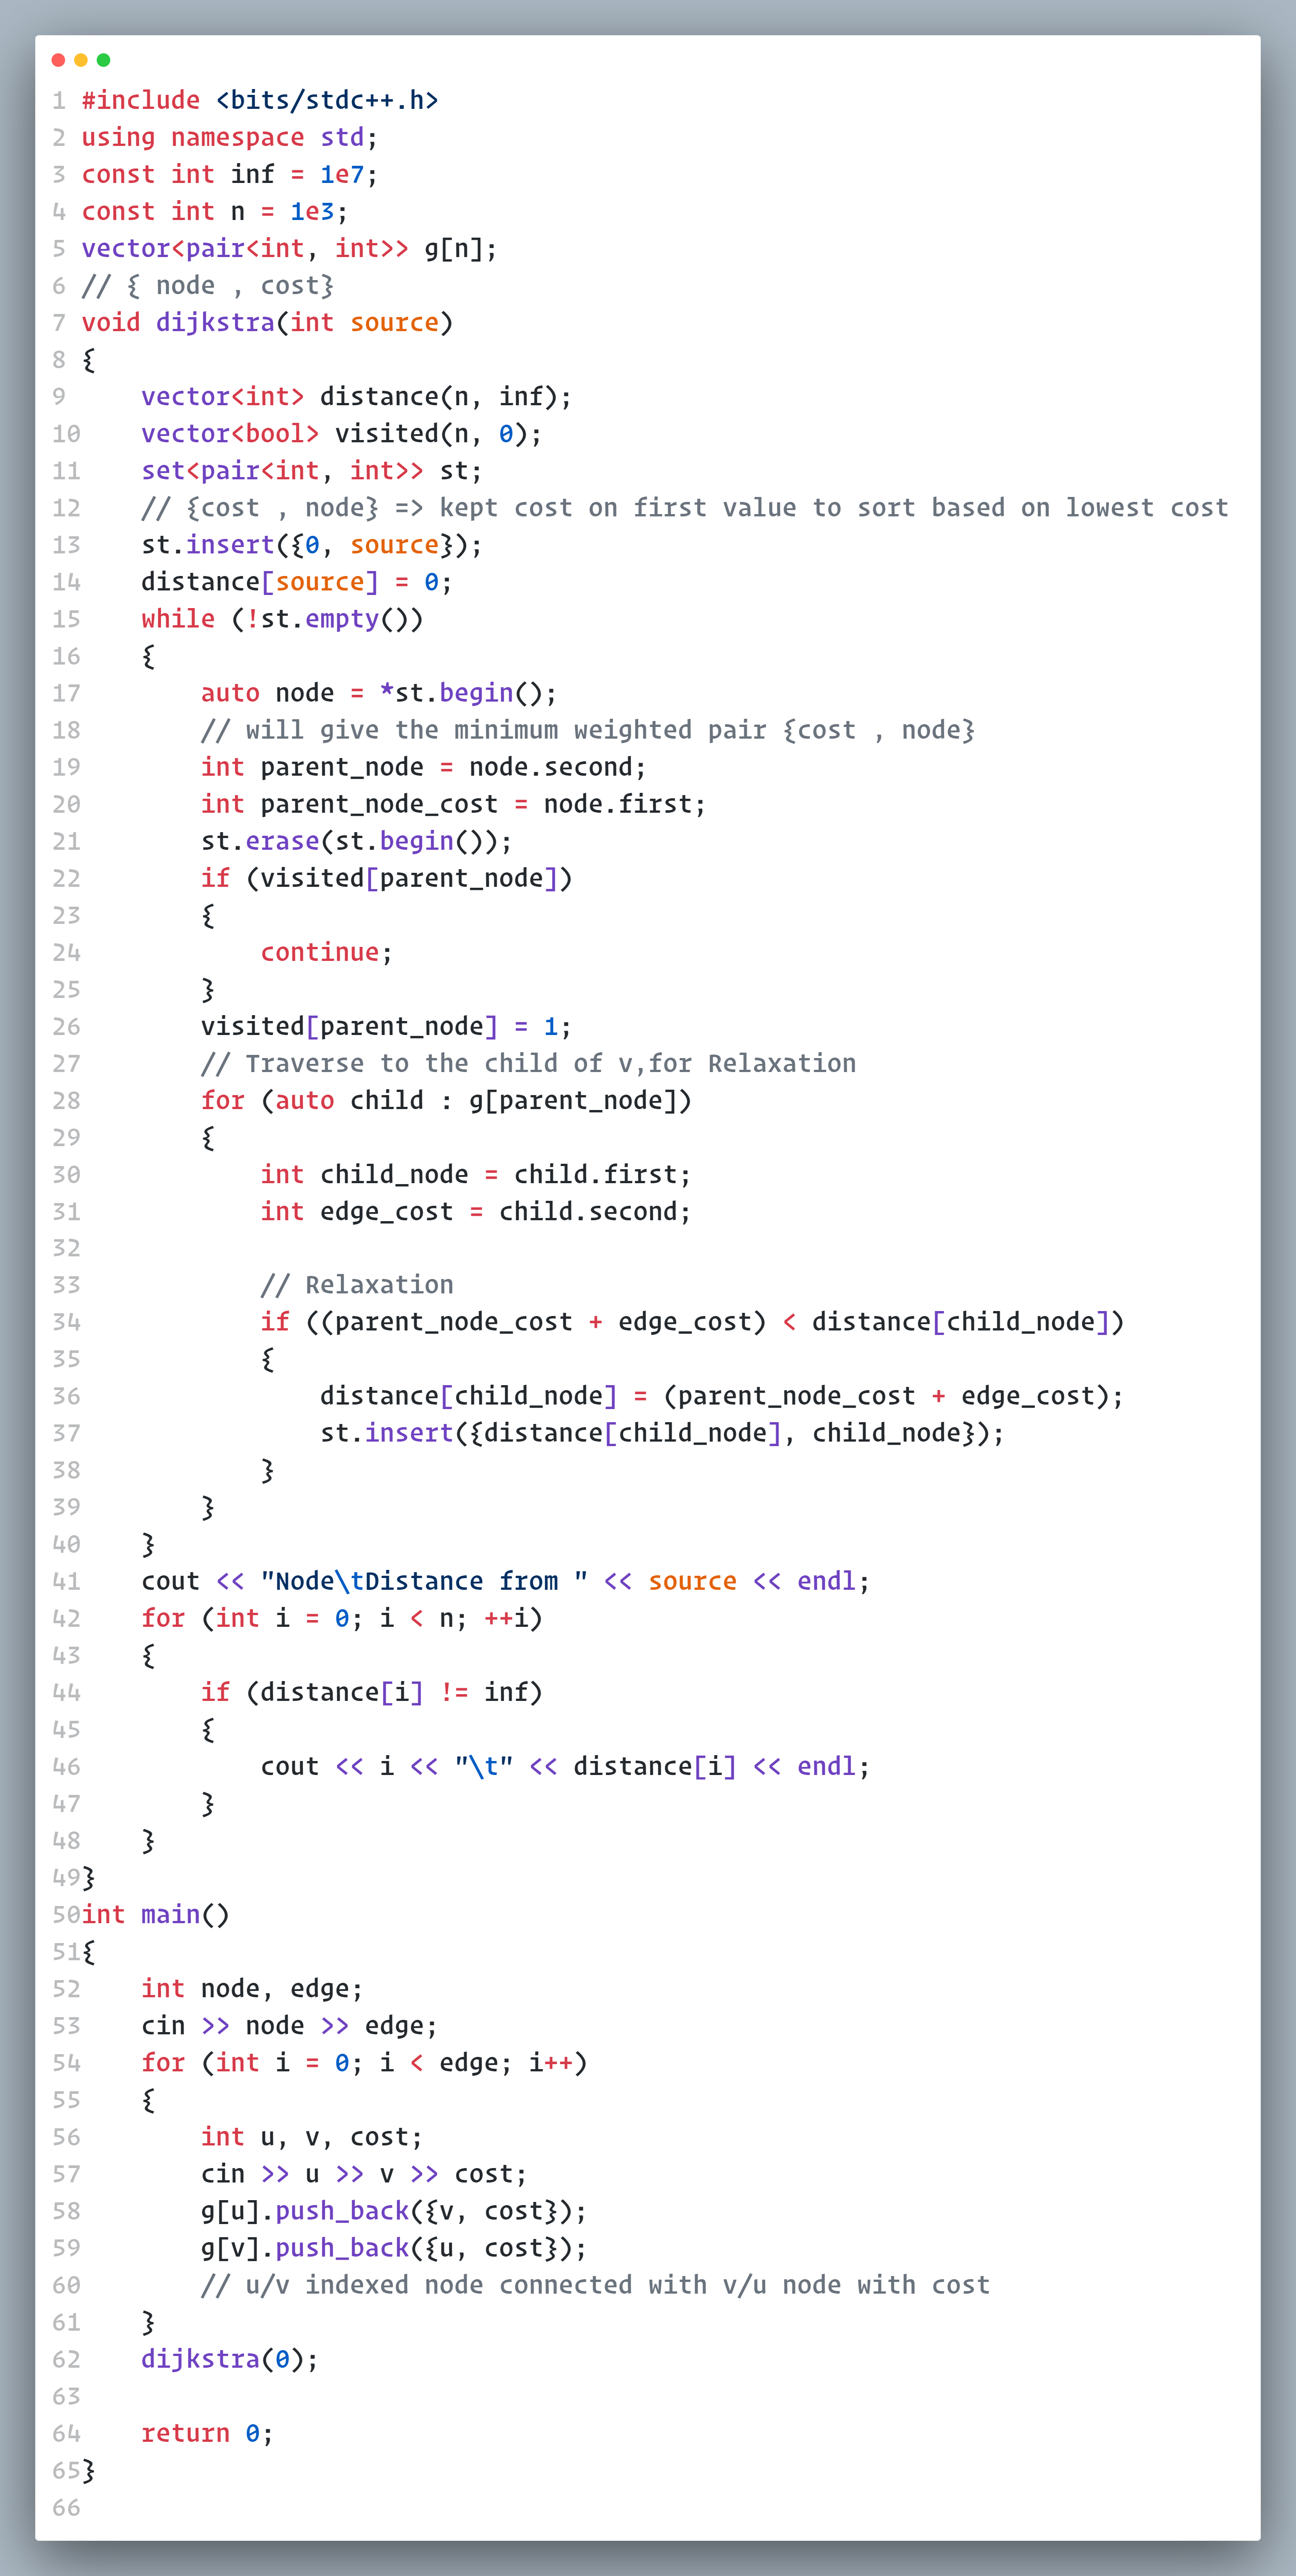 1 #include <bits/stdc++.h>
2 using namespace std;
3 const int inf = 1e7;
4 const int n = 1e3;
5 vector<pair<int, int>> g[n];
6 // { node , cost}
7 void dijkstra(int source)
8 {
9     vector<int> distance(n, inf);
10     vector<bool> visited(n, 0);
11     set<pair<int, int>> st;
12     // {cost , node} => kept cost on first value to sort based on lowest cost
13     st.insert({0, source});
14     distance[source] = 0;
15     while (!st.empty())
16     {
17         auto node = *st.begin();
18         // will give the minimum weighted pair {cost , node}
19         int parent_node = node.second;
20         int parent_node_cost = node.first;
21         st.erase(st.begin());
22         if (visited[parent_node])
23         {
24             continue;
25         }
26         visited[parent_node] = 1;
27         // Traverse to the child of v,for Relaxation
28         for (auto child : g[parent_node])
29         {
30             int child_node = child.first;
31             int edge_cost = child.second;
32
33             // Relaxation
34             if ((parent_node_cost + edge_cost) < distance[child_node])
35             {
36                 distance[child_node] = (parent_node_cost + edge_cost);
37                 st.insert({distance[child_node], child_node});
38             }
39         }
40     }
41     cout << "Node\tDistance from " << source << endl;
42     for (int i = 0; i < n; ++i)
43     {
44         if (distance[i] != inf)
45         {
46             cout << i << "\t" << distance[i] << endl;
47         }
48     }
49 }
50 int main()
51 {
52     int node, edge;
53     cin >> node >> edge;
54     for (int i = 0; i < edge; i++)
55     {
56         int u, v, cost;
57         cin >> u >> v >> cost;
58         g[u].push_back({v, cost});
59         g[v].push_back({u, cost});
60         // u/v indexed node connected with v/u node with cost
61     }
62     dijkstra(0);
63
64     return 0;
65 }
66